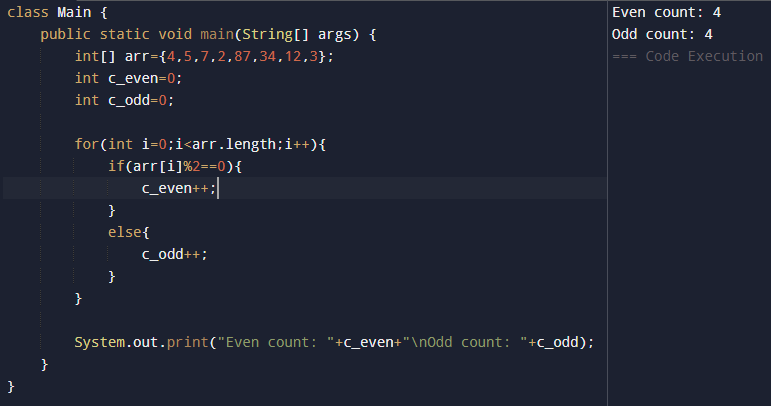 class Main {
    public static void main(String[] args) {
        int[] arr={4,5,7,2,87,34,12,3};
        int c_even=0;
        int c_odd=0;

        for(int i=0;i<arr.length;i++){
            if(arr[i]%2==0){
                c_even++;
            }
            else{
                c_odd++;
            }
        }

        System.out.print("Even count: "+c_even+"\nOdd count: "+c_odd);
    }
}
Even count: 4
Odd count: 4
=== Code Execution